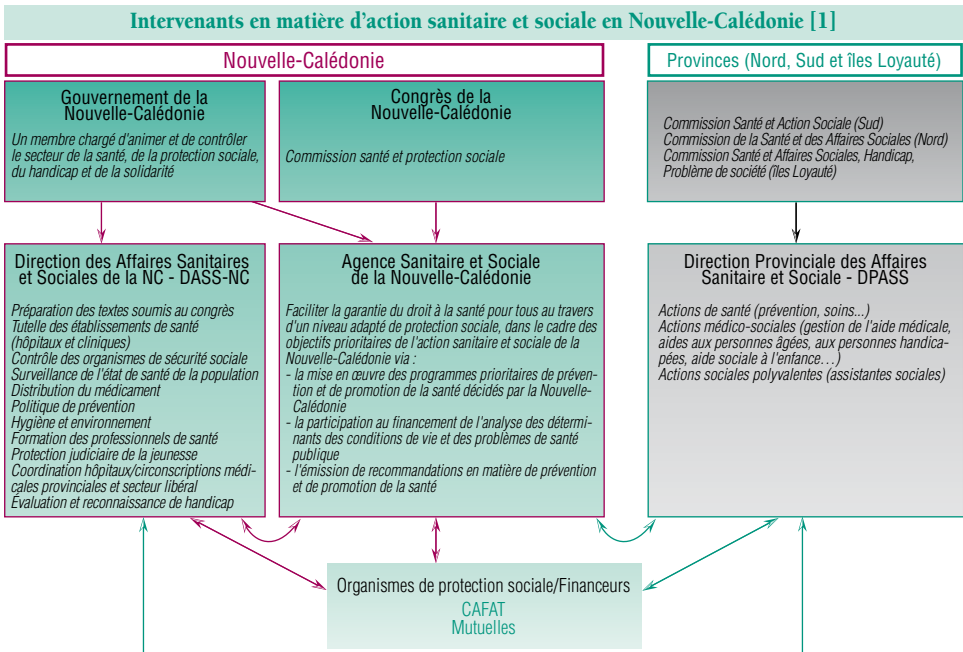 Intervenants en matière d'action sanitaire et sociale en Nouvelle-Calédonie [1]
Nouvelle-Calédonie
Provinces (Nord, Sud et îles Loyauté)
Gouvernement de la
Nouvelle-Calédonie
Un membre chargé d'animer et de contrôler
le secteur de la santé, de la protection sociale,
du handicap et de la solidarité
Congrès de la
Nouvelle-Calédonie
Commission santé et protection sociale
Commission Santé et Action Sociale (Sud)
Commission de la Santé et des Affaires Sociales (Nord)
Commission Santé et Affaires Sociales, Handicap,
Problème de société (îles Loyauté)
Direction des Affaires Sanitaires
et Sociales de la NC - DASS-NC
Préparation des textes soumis au congrès
Tutelle des établissements de santé
(hôpitaux et cliniques)
Contrôle des organismes de sécurité sociale
Surveillance de l'état de santé de la population
Distribution du médicament
Politique de prévention
Hygiène et environnement
Formation des professionnels de santé
Protection judiciaire de la jeunesse
Coordination hôpitaux/circonscriptions médi-
cales provinciales et secteur libéral
Évaluation et reconnaissance de handicap
Agence Sanitaire et Sociale
de la Nouvelle-Calédonie
Faciliter la garantie du droit à la santé pour tous au travers
d'un niveau adapté de protection sociale, dans le cadre des
objectifs prioritaires de l'action sanitaire et sociale de la
Nouvelle-Calédonie via :
- la mise en œuvre des programmes prioritaires de préven-
tion et de promotion de la santé décidés par la Nouvelle-
Calédonie
- la participation au financement de l'analyse des détermi-
nants des conditions de vie et des problèmes de santé
publique
- l'émission de recommandations en matière de prévention
et de promotion de la santé
Direction Provinciale des Affaires
Sanitaire et Sociale - DPASS
Actions de santé (prévention, soins...)
Actions médico-sociales (gestion de l'aide médicale,
aides aux personnes âgées, aux personnes handica-
pées, aide sociale à l'enfance…)
Actions sociales polyvalentes (assistantes sociales)
Organismes de protection sociale/Financeurs
CAFAT
Mutuelles